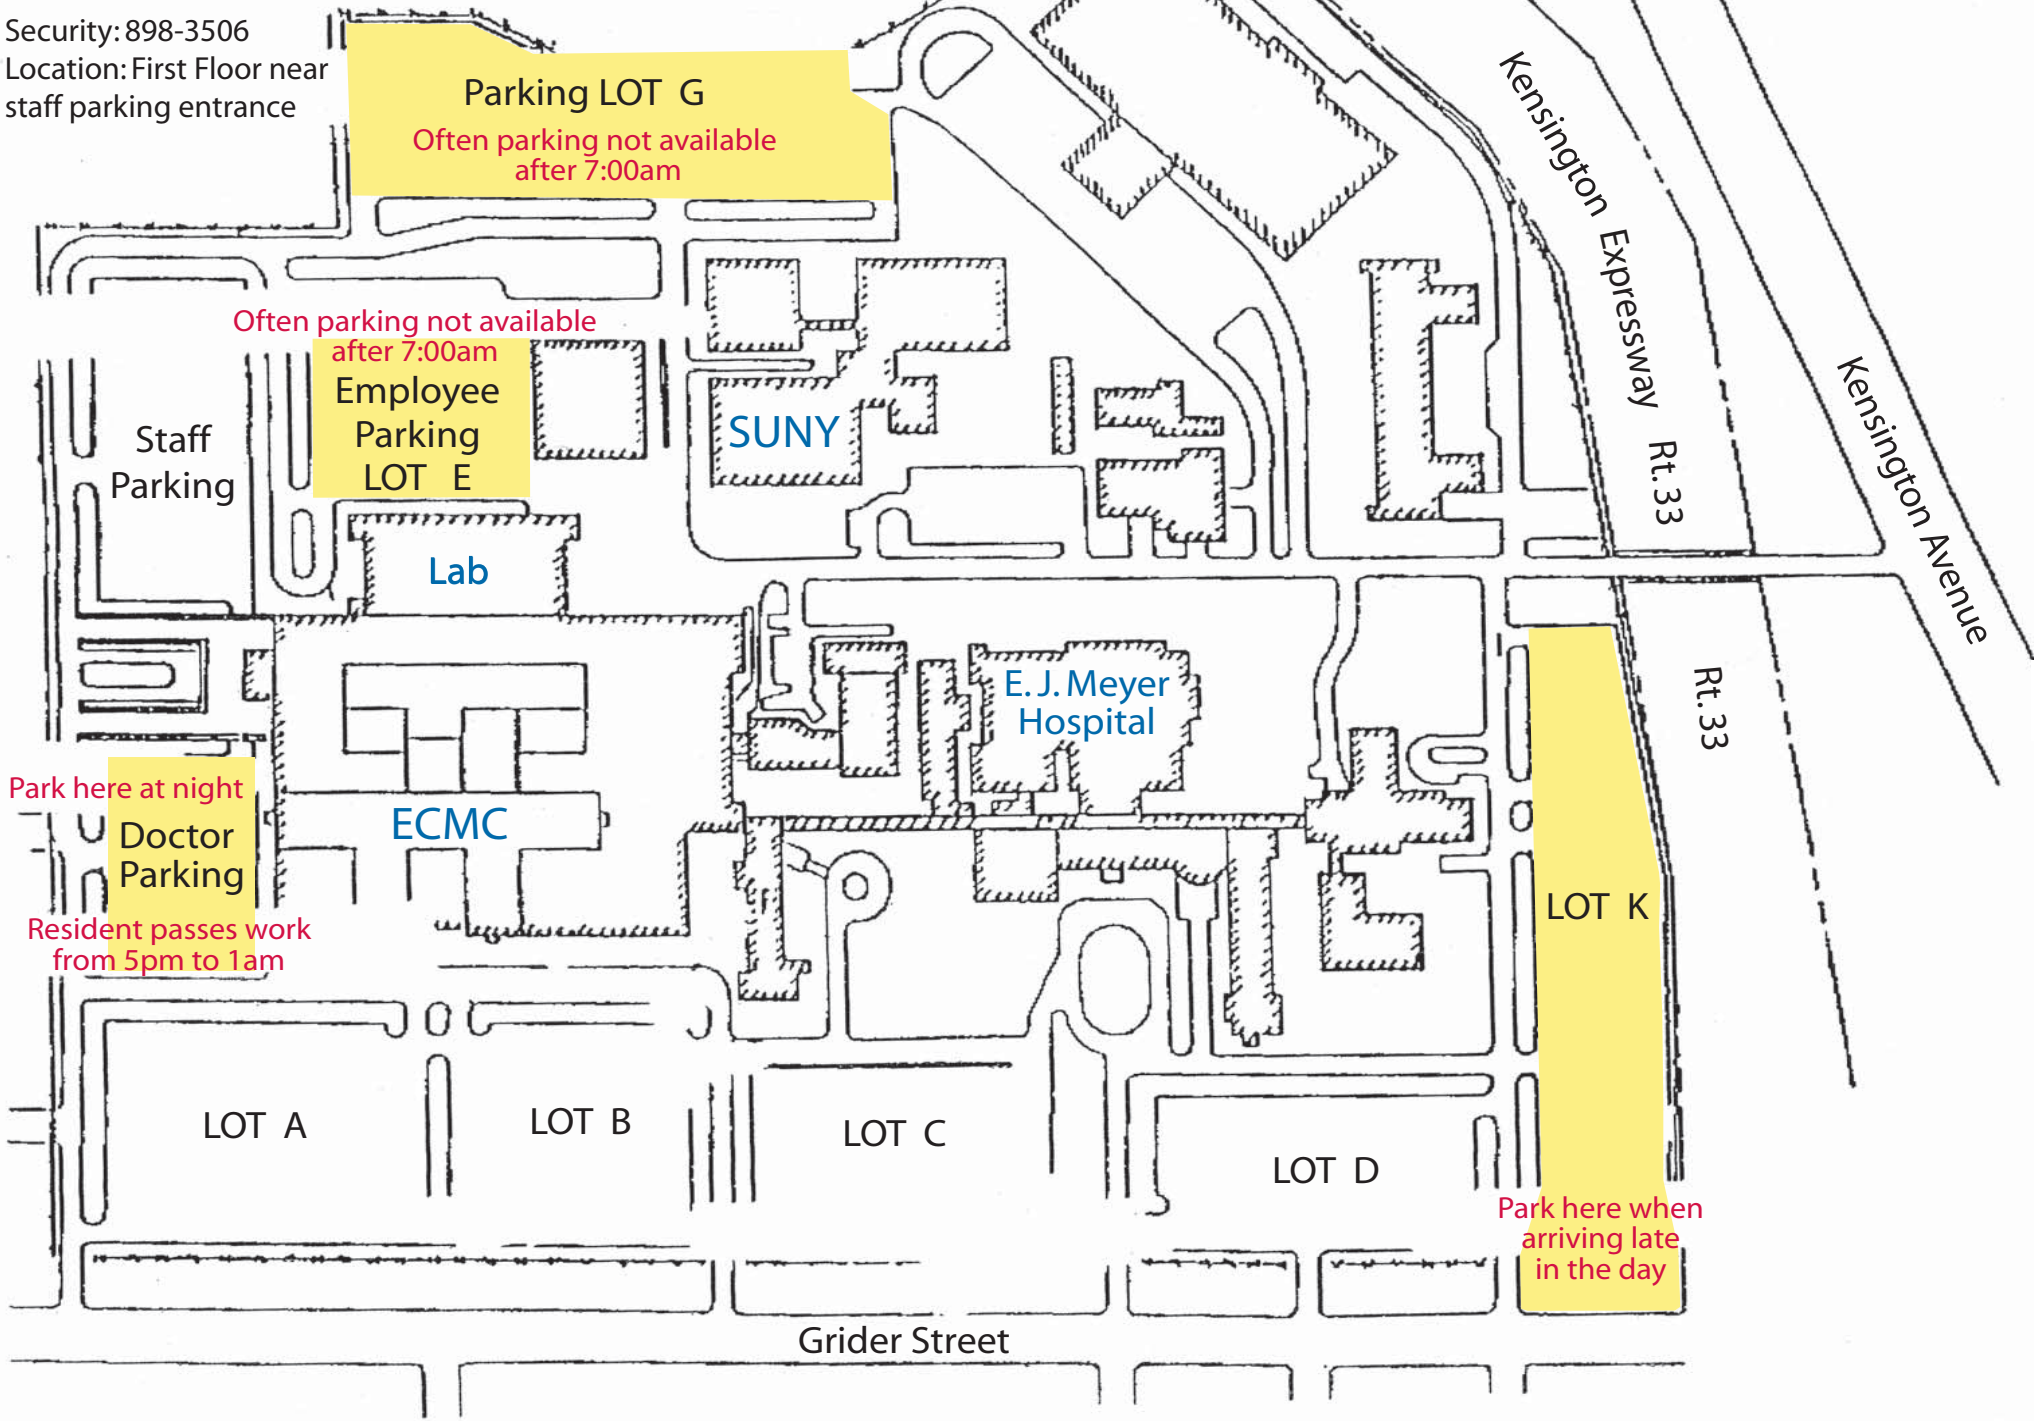 Security: 898-3506
Location: First Floor near
staff parking entrance
Parking LOT G
Often parking not available
after 7:00am
Kensington Expressway Rt. 33
Kensington Avenue
Often parking not available
after 7:00am
Employee
Parking
LOT E
Staff
Parking
SUNY
Lab
E. J. Meyer
Hospital
Rt. 33
Park here at night
Doctor
Parking
Resident passes work
from 5pm to 1am
ECMC
LOT K
LOT A
LOT B
LOT C
LOT D
Park here when
arriving late
in the day
Grider Street